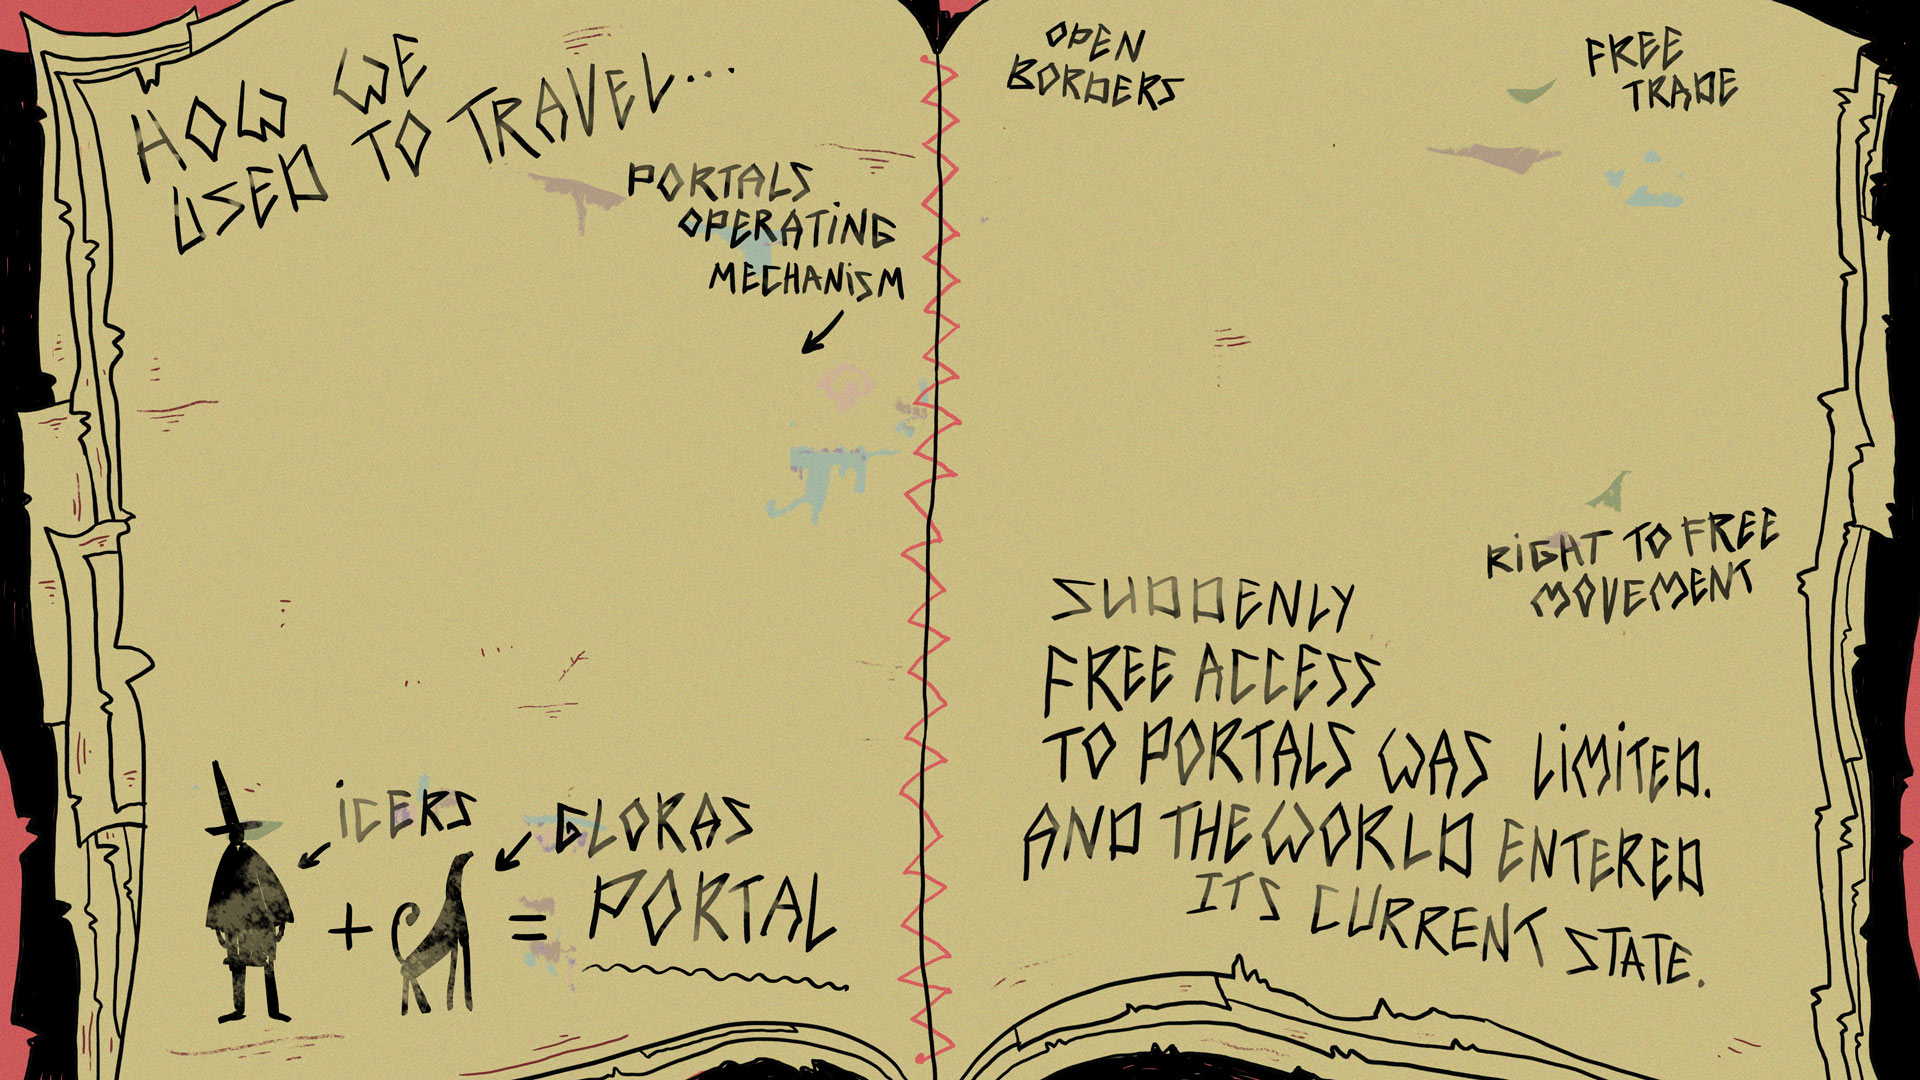 HOW WE
USED TO TRAVEL...
PORTALS
OPERATING
MECHANISM
ICERS
GLORAS
+ = PORTAL
OPEN
BORDERS
FREE
TRADE
RIGHT TO FREE
MOVEMENT
SUDDENLY
FREE ACCESS
TO PORTALS WAS LIMITED.
AND THE WORLD ENTERED
ITS CURRENT STATE.